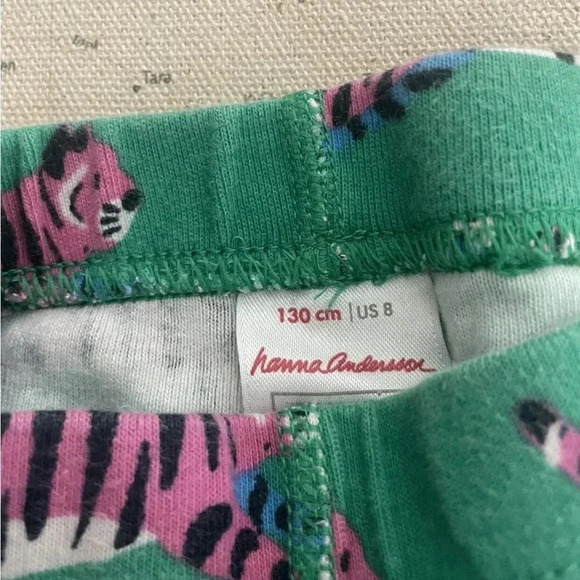 Tara
130 cm | US 8
hanna andersson